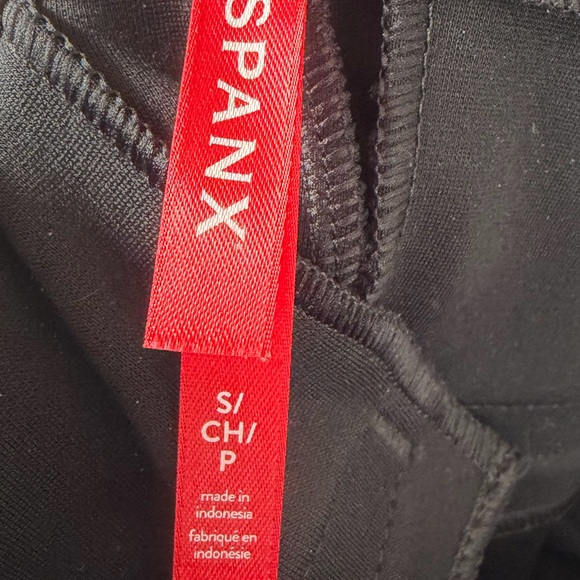 SPANX
S/
CH/
P
made in
indonesia
fabriqué en
indonésie